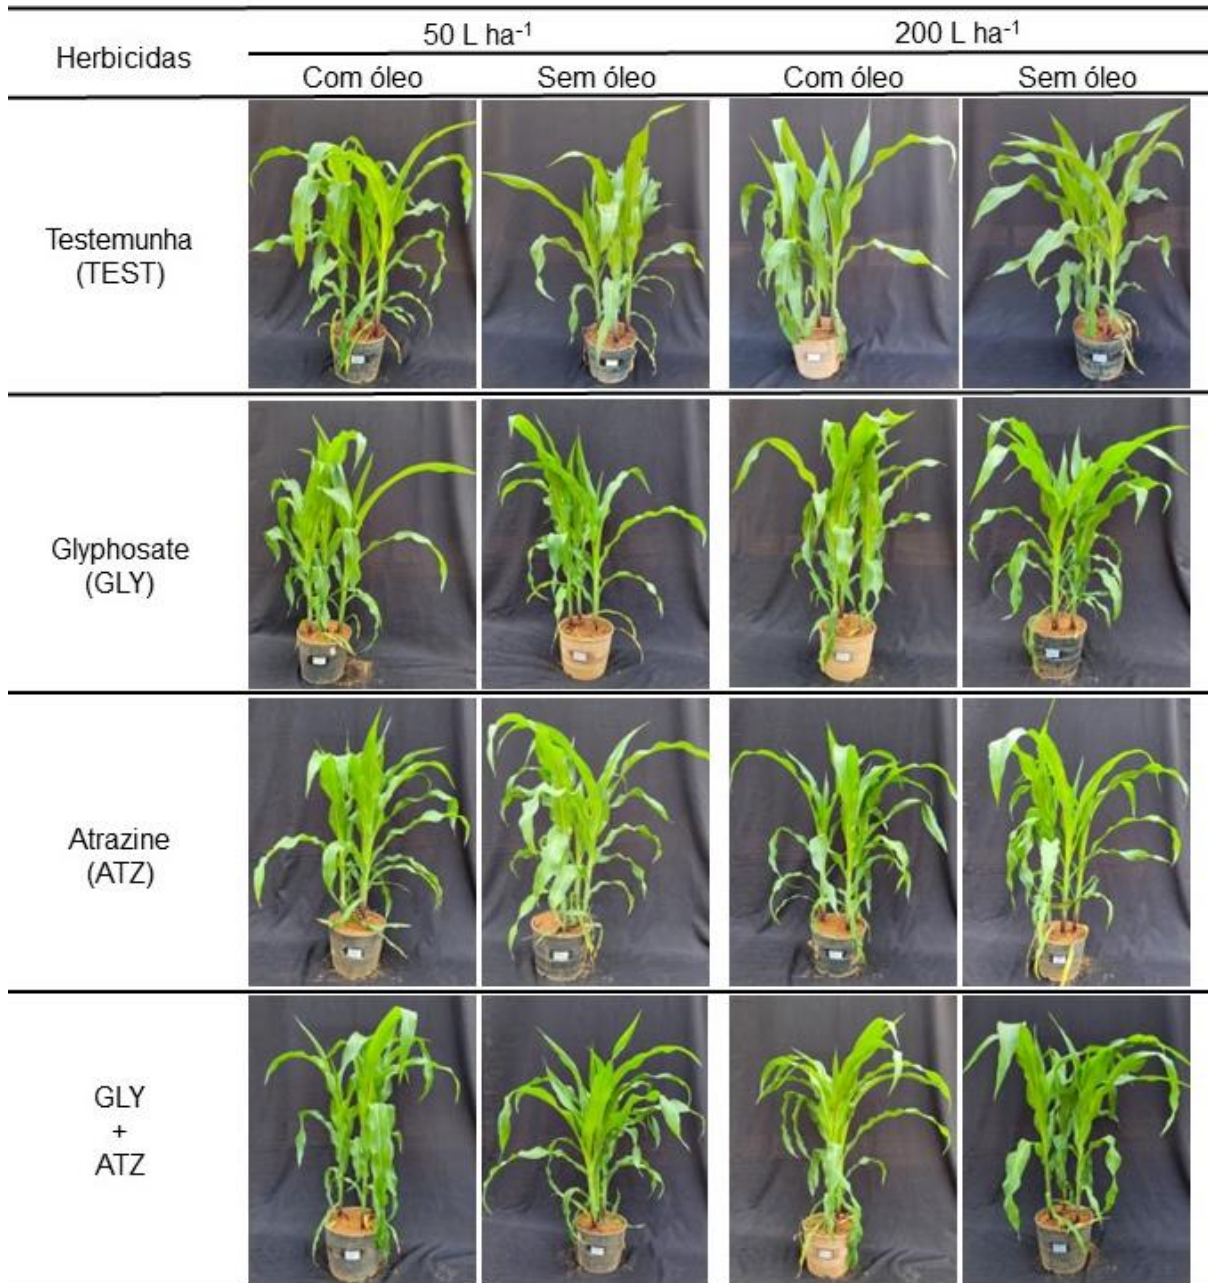 Herbicidas
50 L ha⁻¹
200 L ha⁻¹
Com óleo
Sem óleo
Com óleo
Sem óleo
Testemunha
(TEST)
Glyphosate
(GLY)
Atrazine
(ATZ)
GLY
+
ATZ